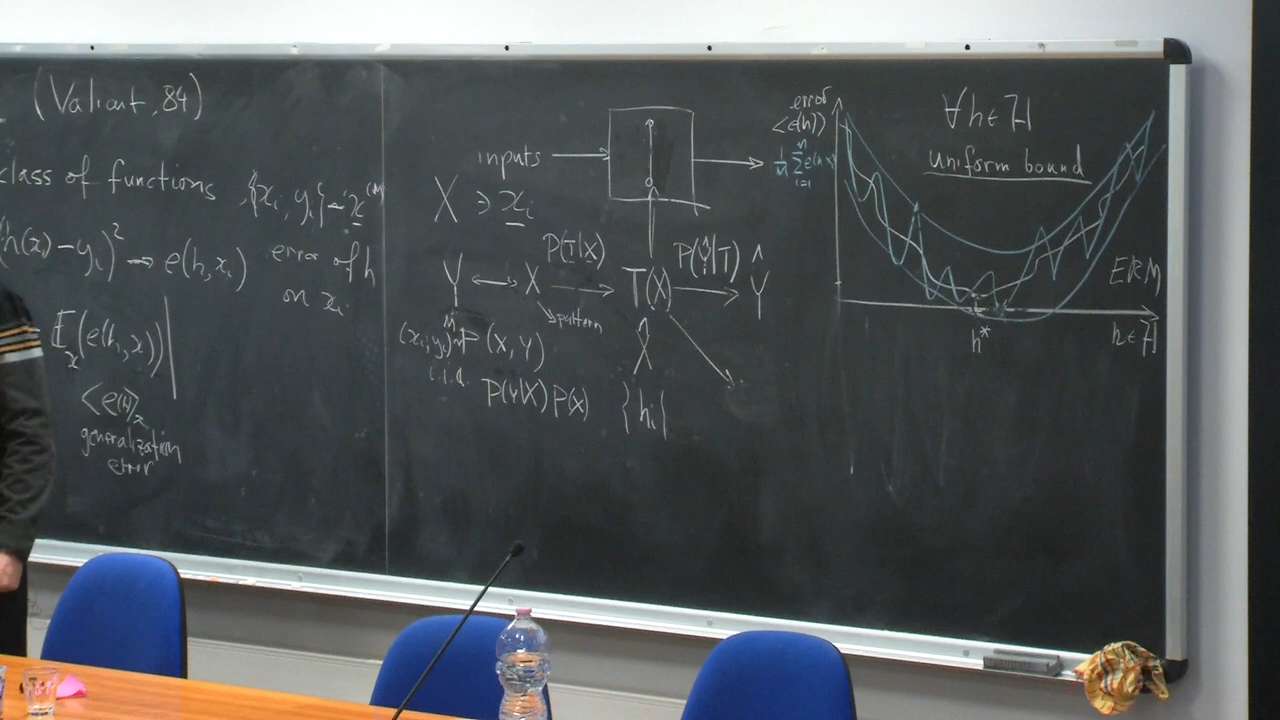 (Valiant, 84)
class of functions {x_i, y_i} ~ x^(m)
(h(x_i) - y_i)^2 → e(h, x_i) error of h
on x_i
E_x(e(h, x))
<e(h)>_x
generalization
error
inputs
X ∋ x_i
P(T|X) P(Ŷ|T)
Y ↔ X → T(X) → Ŷ
pattern
(x_i, y_i) ~ (X, Y)
i.i.d.
P(Y|X) P(X)
{h_i}
error
<e(h)>
1/m Σ_{i=1}^{m} e(h, x_i)
∀h∈H
uniform bound
ERM
h*
h∈H